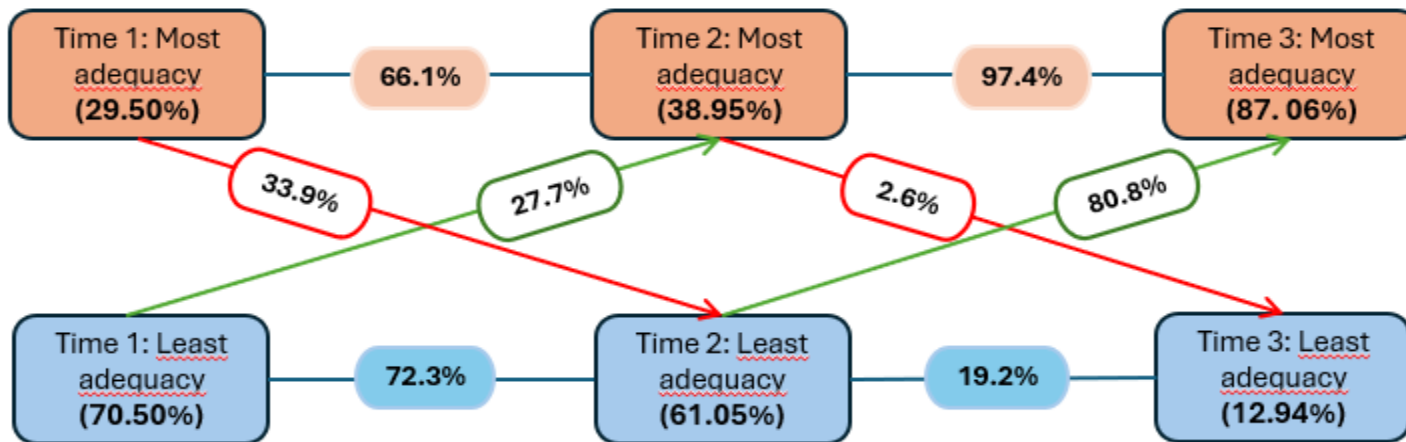 Time 1: Most
adequacy
(29.50%)
66.1%
Time 2: Most
adequacy
(38.95%)
97.4%
Time 3: Most
adequacy
(87. 06%)
33.9%
27.7%
2.6%
80.8%
Time 1: Least
adequacy
(70.50%)
72.3%
Time 2: Least
adequacy
(61.05%)
19.2%
Time 3: Least
adequacy
(12.94%)